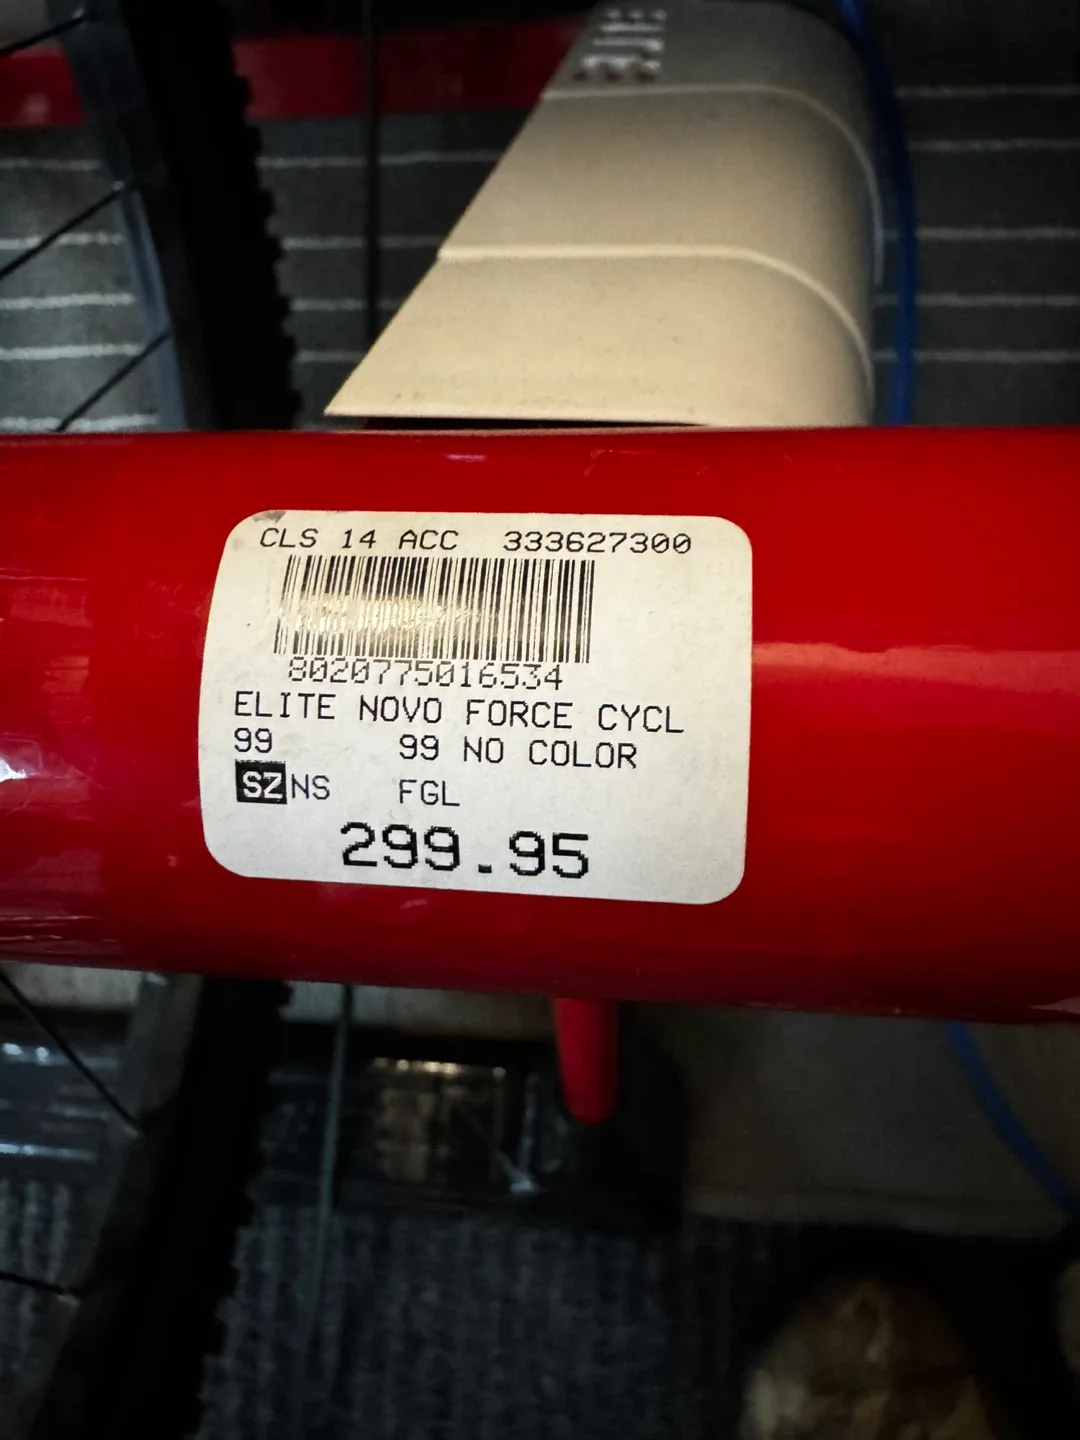 CLS 14 ACC 333627300
8020775016534
ELITE NOVO FORCE CYCL
99 99 NO COLOR
SZ NS FGL
299.95